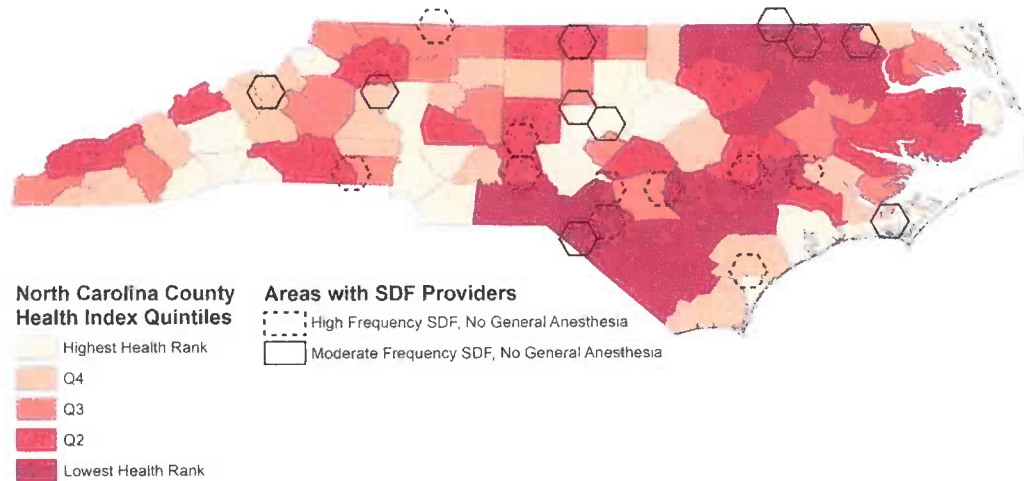 North Carolina County
Health Index Quintiles
Highest Health Rank
Q4
Q3
Q2
Lowest Health Rank
Areas with SDF Providers
High Frequency SDF, No General Anesthesia
Moderate Frequency SDF, No General Anesthesia